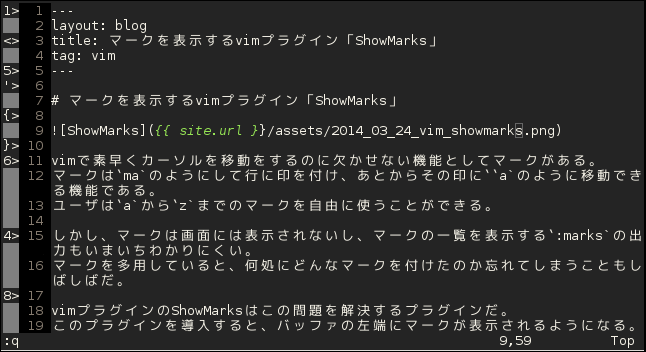 1> 1 ---
2 layout: blog
<> 3 title: マークを表示するvimプラグイン「ShowMarks」
4 tag: vim
5> 5 ---
'> 6
7 # マークを表示するvimプラグイン「ShowMarks」
{> 8
9 ![ShowMarks]({{ site.url }}/assets/2014_03_24_vim_showmarks.png)
}> 10
6> 11 vimで素早くカーソルを移動をするのに欠かせない機能としてマークがある。
12 マークは`ma`のようにして行に印を付け、あとからその印に``a`のように移動でき
る機能である。
13 ユーザは`a`から`z`までのマークを自由に使うことができる。
14
4> 15 しかし、マークは画面には表示されないし、マークの一覧を表示する`:marks`の出
力もいまいちわかりにくい。
16 マークを多用していると、何処にどんなマークを付けたのか忘れてしまうこともし
ばしばだ。
8> 17
18 vimプラグインのShowMarksはこの問題を解決するプラグインだ。
19 このプラグインを導入すると、バッファの左端にマークが表示されるようになる。
:q 9,59 Top